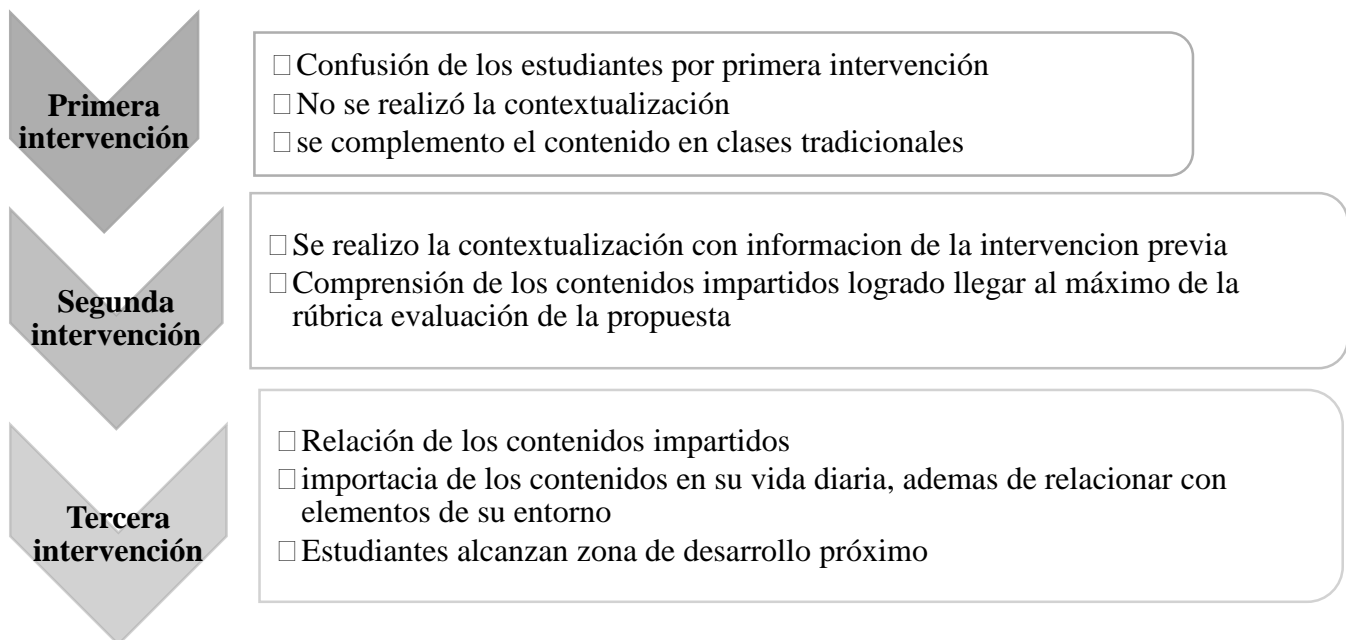 Primera
intervención
□ Confusión de los estudiantes por primera intervención
□ No se realizó la contextualización
□ se complemento el contenido en clases tradicionales
Segunda
intervención
□ Se realizo la contextualización con informacion de la intervencion previa
□ Comprensión de los contenidos impartidos logrado llegar al máximo de la
rúbrica evaluación de la propuesta
Tercera
intervención
□ Relación de los contenidos impartidos
□ importacia de los contenidos en su vida diaria, ademas de relacionar con
elementos de su entorno
□ Estudiantes alcanzan zona de desarrollo próximo